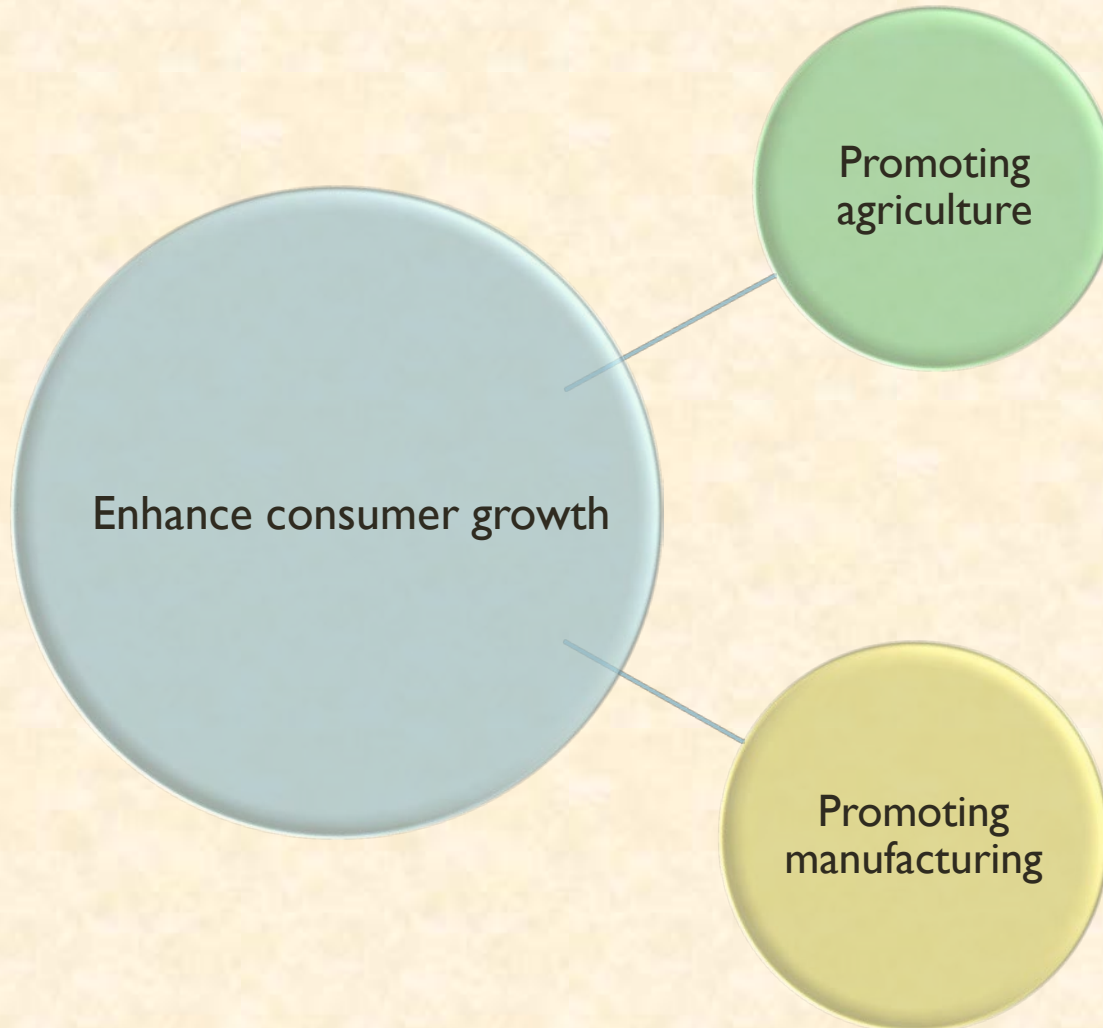 Promoting
agriculture
Enhance consumer growth
Promoting
manufacturing